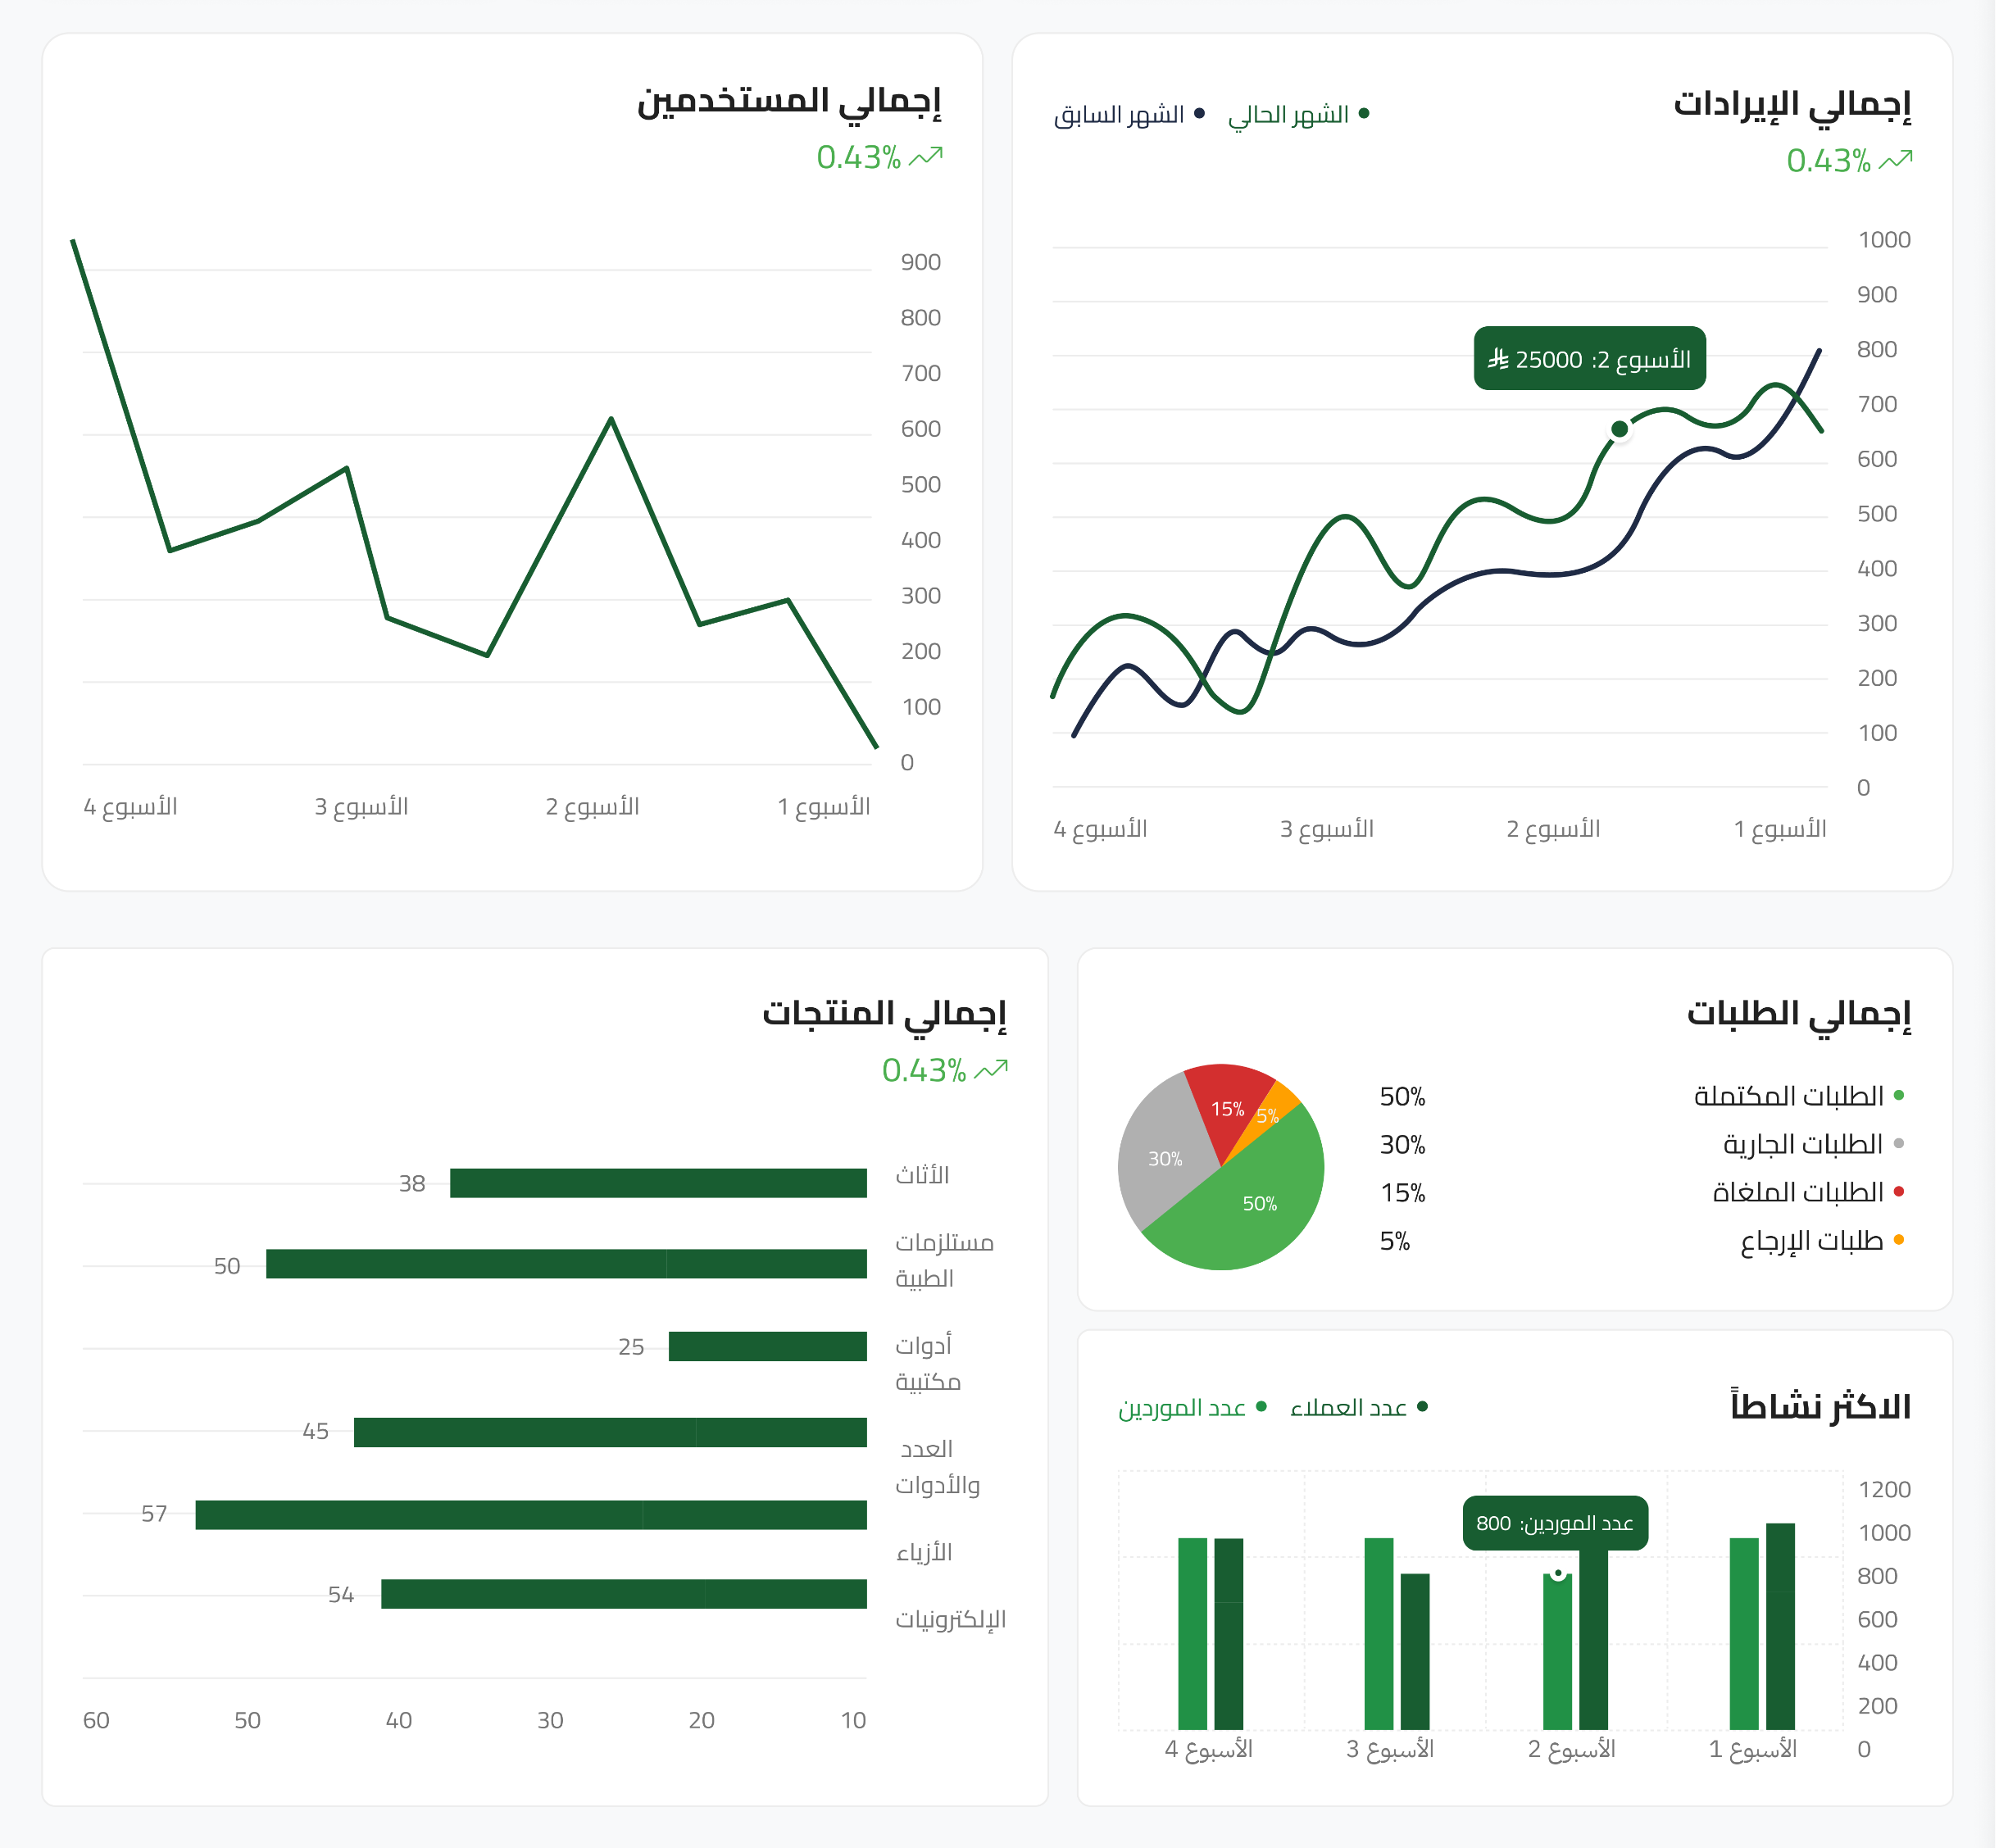 إجمالي الإيرادات
0.43%
الشهر الحالي
الشهر السابق
1000
900
800
700
600
500
400
300
200
100
0
الأسبوع 2: 25000
الأسبوع 1
الأسبوع 2
الأسبوع 3
الأسبوع 4
إجمالي المستخدمين
0.43%
900
800
700
600
500
400
300
200
100
0
الأسبوع 1
الأسبوع 2
الأسبوع 3
الأسبوع 4
إجمالي الطلبات
الطلبات المكتملة 50%
الطلبات الجارية 30%
الطلبات الملغاة 15%
طلبات الإرجاع 5%
15%
5%
30%
50%
إجمالي المنتجات
0.43%
الأثاث
38
مستلزمات
الطبية
50
أدوات
مكتبية
25
العدد
والأدوات
45
الأزياء
57
الإلكترونيات
54
10
20
30
40
50
60
الاكثر نشاطاً
عدد العملاء
عدد الموردين
1200
1000
800
600
400
200
0
عدد الموردين: 800
الأسبوع 1
الأسبوع 2
الأسبوع 3
الأسبوع 4